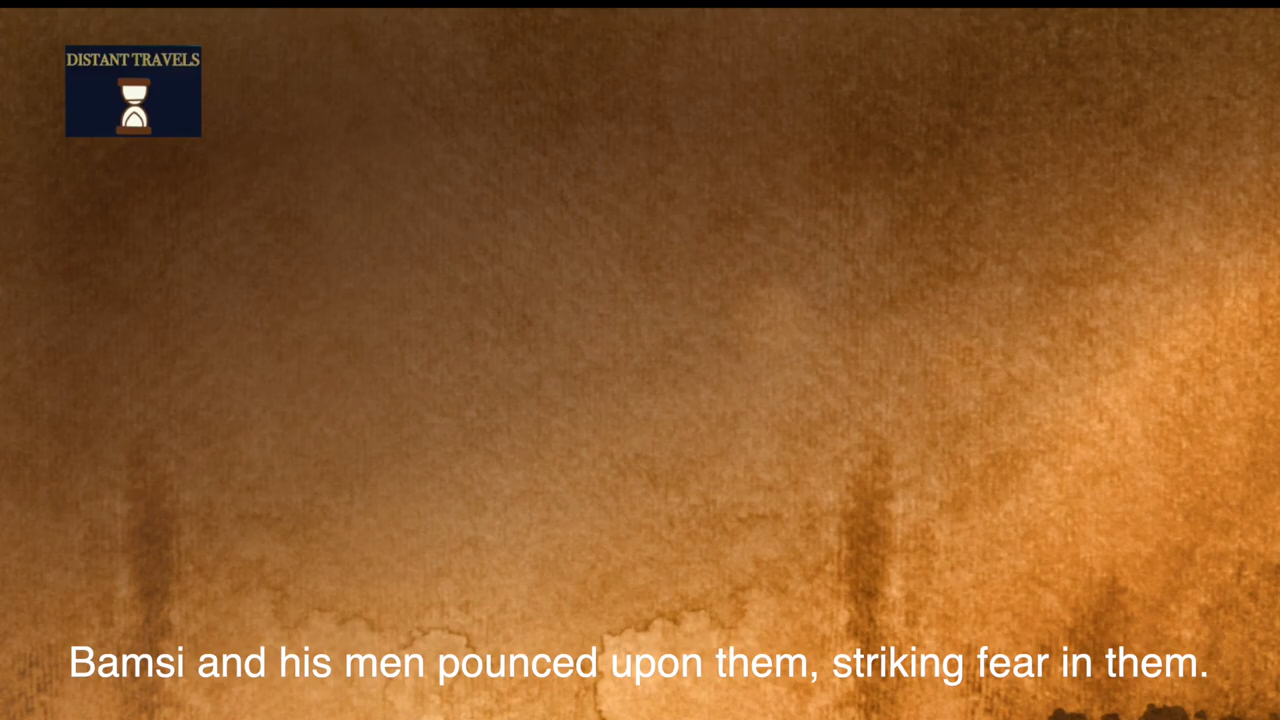 DISTANT TRAVELS
Bamsi and his men pounced upon them, striking fear in them.